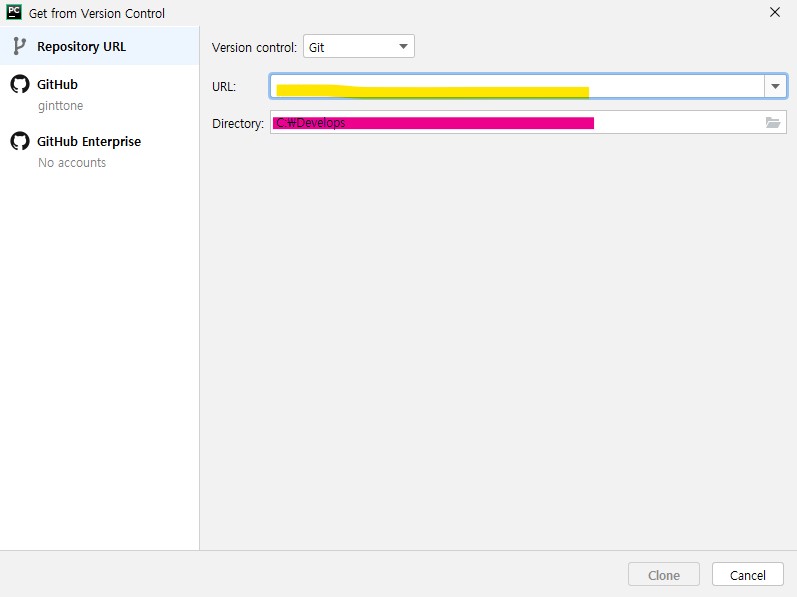 PC Get from Version Control
Repository URL
GitHub
ginttone
GitHub Enterprise
No accounts
Version control: Git
URL:
Directory: C:₩Develops
Clone
Cancel